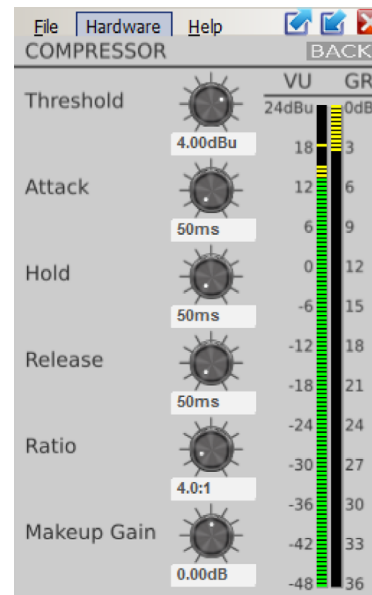 File Hardware Help
COMPRESSOR BACK
VU GR
Threshold 24dBu 0dB
4.00dBu 18 3
Attack 12 6
50ms 6 9
Hold 0 12
50ms -6 15
Release -12 18
50ms -18 21
Ratio -24 24
4.0:1 -30 27
Makeup Gain -36 30
0.00dB -42 33
-48 36